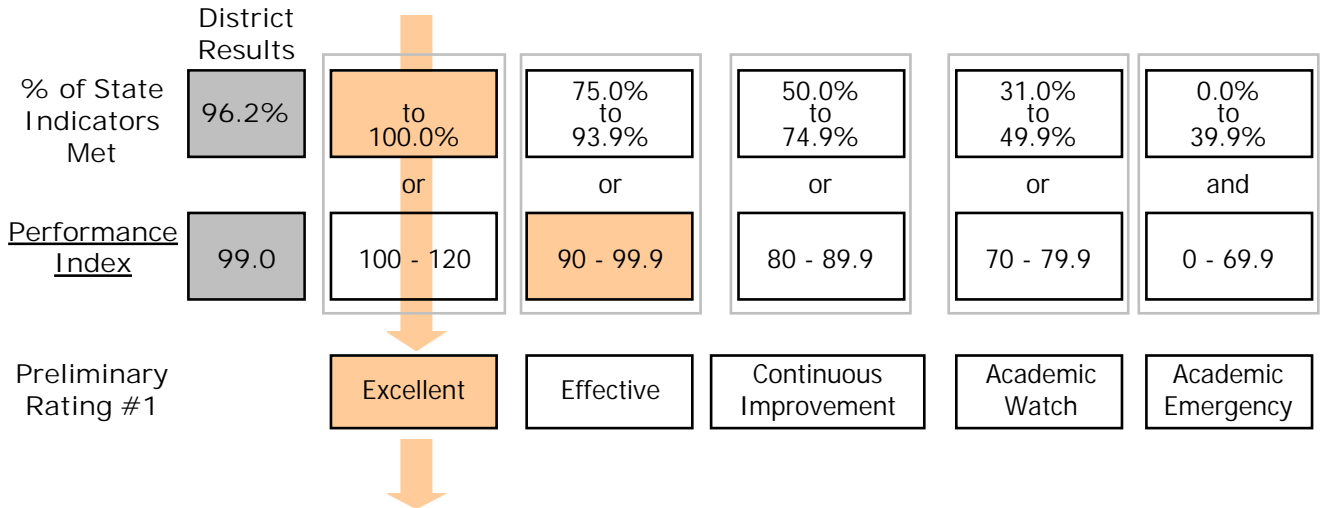 District
Results
% of State
Indicators
Met
96.2%
to
100.0%
75.0%
to
93.9%
50.0%
to
74.9%
31.0%
to
49.9%
0.0%
to
39.9%
or
or
or
or
and
Performance
Index
99.0
100 - 120
90 - 99.9
80 - 89.9
70 - 79.9
0 - 69.9
Preliminary
Rating #1
Excellent
Effective
Continuous
Improvement
Academic
Watch
Academic
Emergency